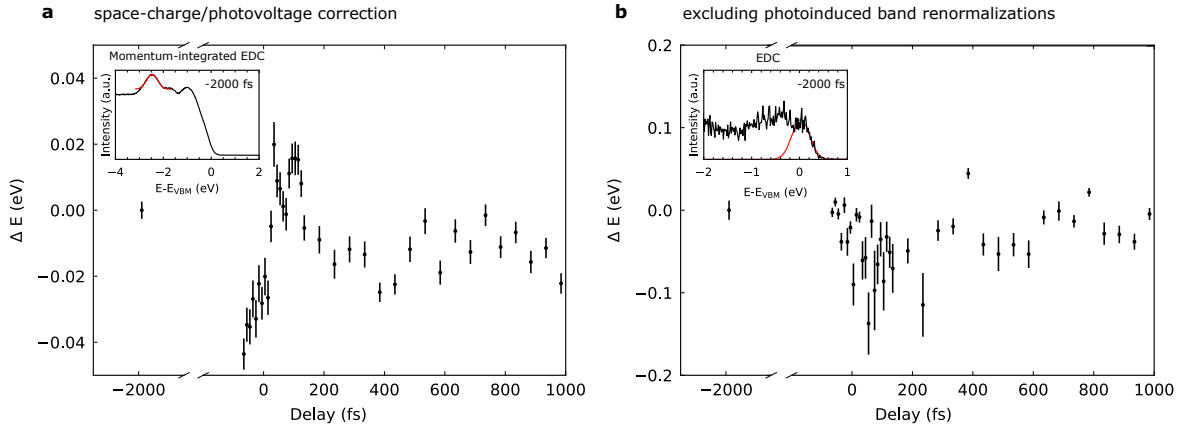 a space-charge/photovoltage correction
Momentum-integrated EDC
-2000 fs
Intensity (a.u.)
-4 -2 0 2
E-E_VBM (eV)
0.04
0.02
0.00
−0.02
−0.04
Δ E (eV)
-2000 0 200 400 600 800 1000
Delay (fs)
b excluding photoinduced band renormalizations
EDC
-2000 fs
Intensity (a.u.)
-2 -1 0 1
E-E_VBM (eV)
0.2
0.1
0.0
−0.1
−0.2
Δ E (eV)
-2000 0 200 400 600 800 1000
Delay (fs)